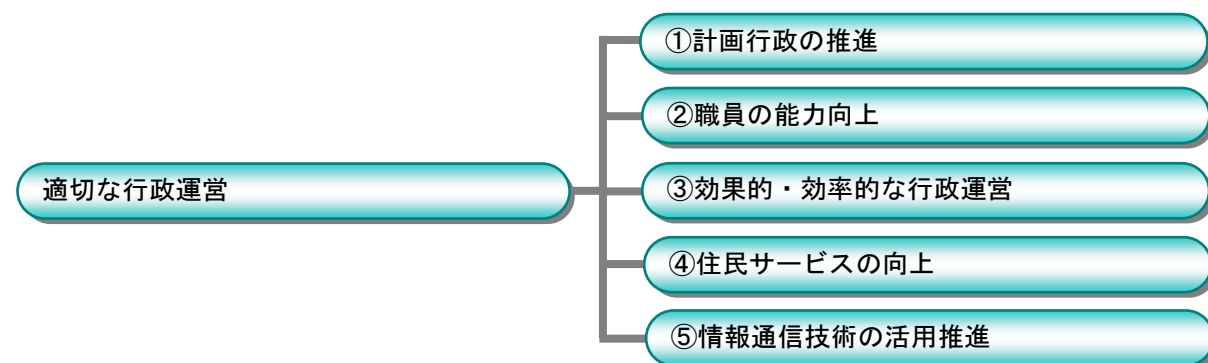 ①計画行政の推進
②職員の能力向上
適切な行政運営
③効果的・効率的な行政運営
④住民サービスの向上
⑤情報通信技術の活用推進